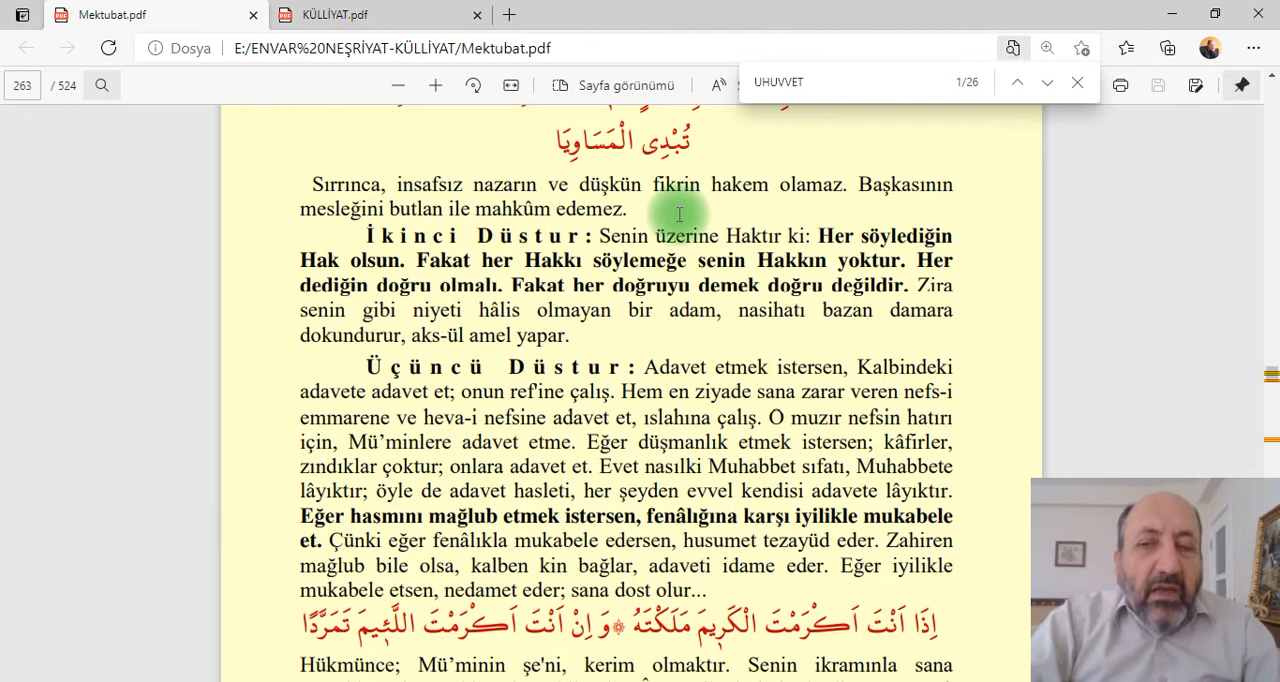 Mektubat.pdf
KÜLLİYAT.pdf
Dosya
E:/ENVAR%20NEŞRİYAT-KÜLLİYAT/Mektubat.pdf
263 / 524
Sayfa görünümü
UHUVVET 1/26
تُبْدِى الْمَسَاوِيَا
Sırrınca, insafsız nazarın ve düşkün fikrin hakem olamaz. Başkasının
mesleğini butlan ile mahkûm edemez.
İkinci Düstur: Senin üzerine Haktır ki: Her söylediğin
Hak olsun. Fakat her Hakkı söylemeğe senin Hakkın yoktur. Her
dediğin doğru olmalı. Fakat her doğruyu demek doğru değildir. Zira
senin gibi niyeti hâlis olmayan bir adam, nasihatı bazan damara
dokundurur, aks-ül amel yapar.
Üçüncü Düstur: Adavet etmek istersen, Kalbindeki
adavete adavet et; onun ref'ine çalış. Hem en ziyade sana zarar veren nefs-i
emmarene ve heva-i nefsine adavet et, ıslahına çalış. O muzır nefsin hatırı
için, Mü’minlere adavet etme. Eğer düşmanlık etmek istersen; kâfirler,
zındıklar çoktur; onlara adavet et. Evet nasılki Muhabbet sıfatı, Muhabbete
lâyıktır; öyle de adavet hasleti, her şeyden evvel kendisi adavete lâyıktır.
Eğer hasmını mağlub etmek istersen, fenâlığına karşı iyilikle mukabele
et. Çünki eğer fenâlıkla mukabele edersen, husumet tezayüd eder. Zahiren
mağlub bile olsa, kalben kin bağlar, adaveti idame eder. Eğer iyilikle
mukabele etsen, nedamet eder; sana dost olur...
اِذَا اَنْتَ اَكْرَمْتَ الْكَرِيمَ مَلَكْتَهُ ۞ وَ اِنْ اَنْتَ اَكْرَمْتَ اللَّئِيمَ تَمَرَّدًا
Hükmünce; Mü’minin şe'ni, kerim olmaktır. Senin ikramınla sana